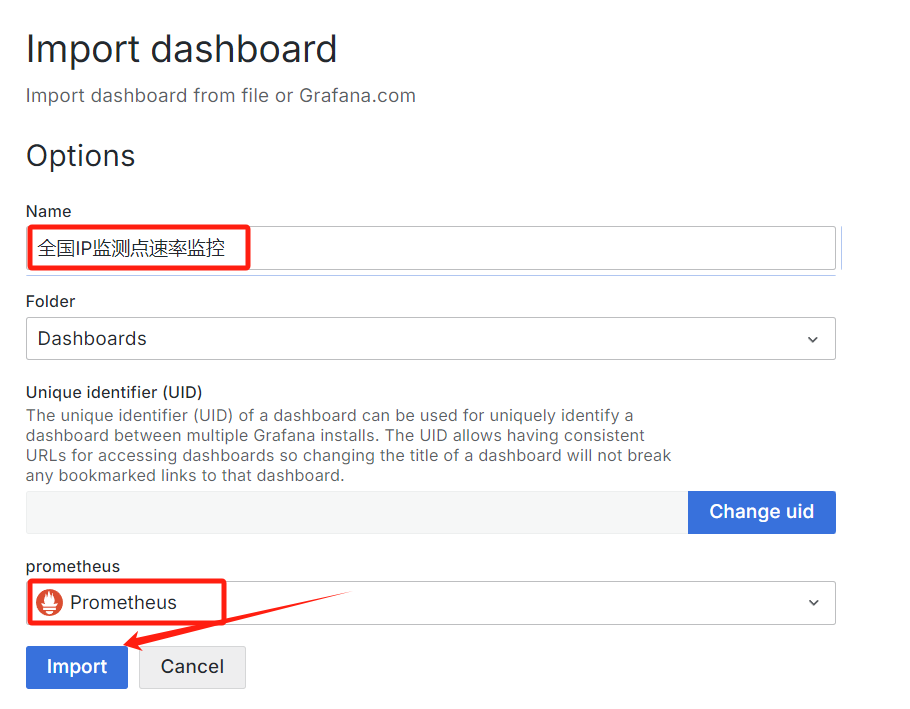 Import dashboard
Import dashboard from file or Grafana.com
Options
Name
全国IP监测点速率监控
Folder
Dashboards
Unique identifier (UID)
The unique identifier (UID) of a dashboard can be used for uniquely identify a
dashboard between multiple Grafana installs. The UID allows having consistent
URLs for accessing dashboards so changing the title of a dashboard will not break
any bookmarked links to that dashboard.
Change uid
prometheus
Prometheus
Import
Cancel